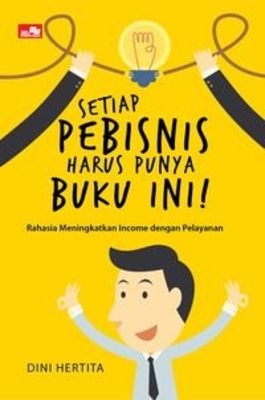 SETIAP
PEBISNIS
HARUS PUNYA
BUKU INI!
Rahasia Meningkatkan Income dengan Pelayanan
DINI HERTITA